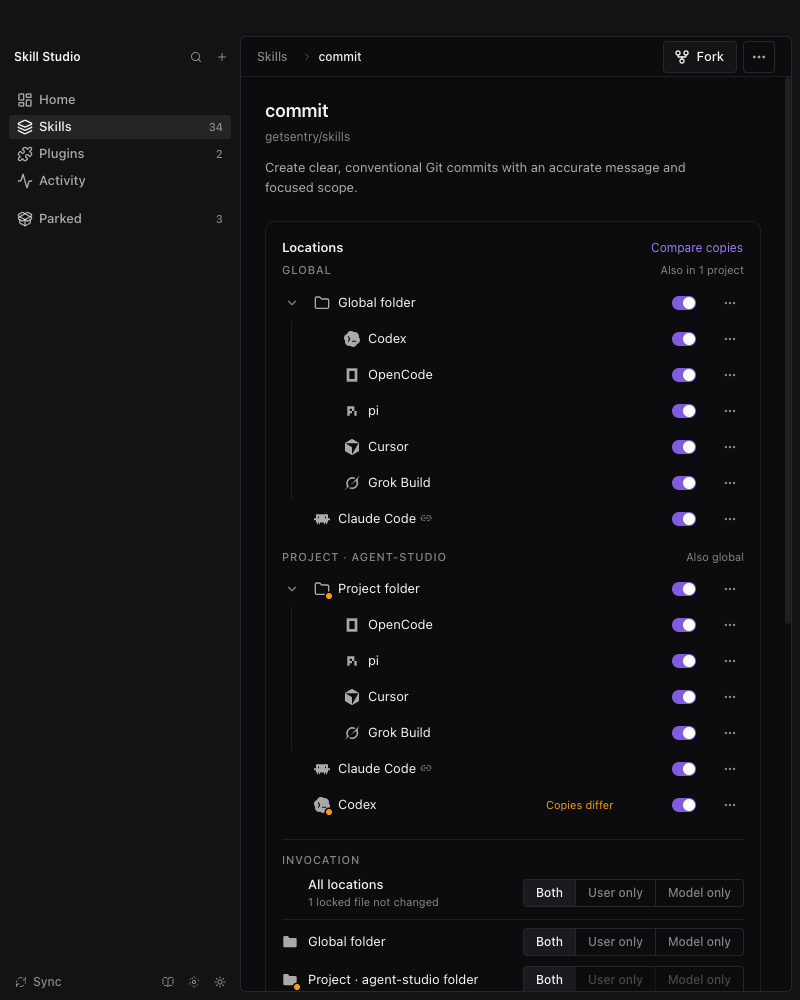 Skill Studio
Home
Skills 34
Plugins 2
Activity
Parked 3
Sync
Skills commit
Fork
commit
getsentry/skills
Create clear, conventional Git commits with an accurate message and
focused scope.
Locations Compare copies
GLOBAL Also in 1 project
Global folder
Codex
OpenCode
pi
Cursor
Grok Build
Claude Code
PROJECT · AGENT-STUDIO Also global
Project folder
OpenCode
pi
Cursor
Grok Build
Claude Code
Codex Copies differ
INVOCATION
All locations
1 locked file not changed
Both User only Model only
Global folder Both User only Model only
Project · agent-studio folder Both User only Model only